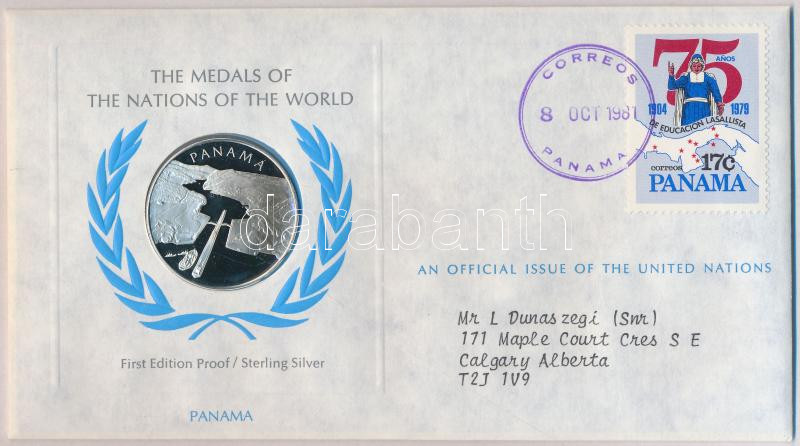 THE MEDALS OF
THE NATIONS OF THE WORLD
PANAMA
First Edition Proof / Sterling Silver
PANAMA
CORREOS
8 OCT 1981
PANAMA
75
AÑOS
1904 1979
DE EDUCACION LASALLISTA
correos 17¢
PANAMA
darabanth
AN OFFICIAL ISSUE OF THE UNITED NATIONS
Mr L Dunaszegi (Snr)
171 Maple Court Cres S E
Calgary Alberta
T2J 1V9